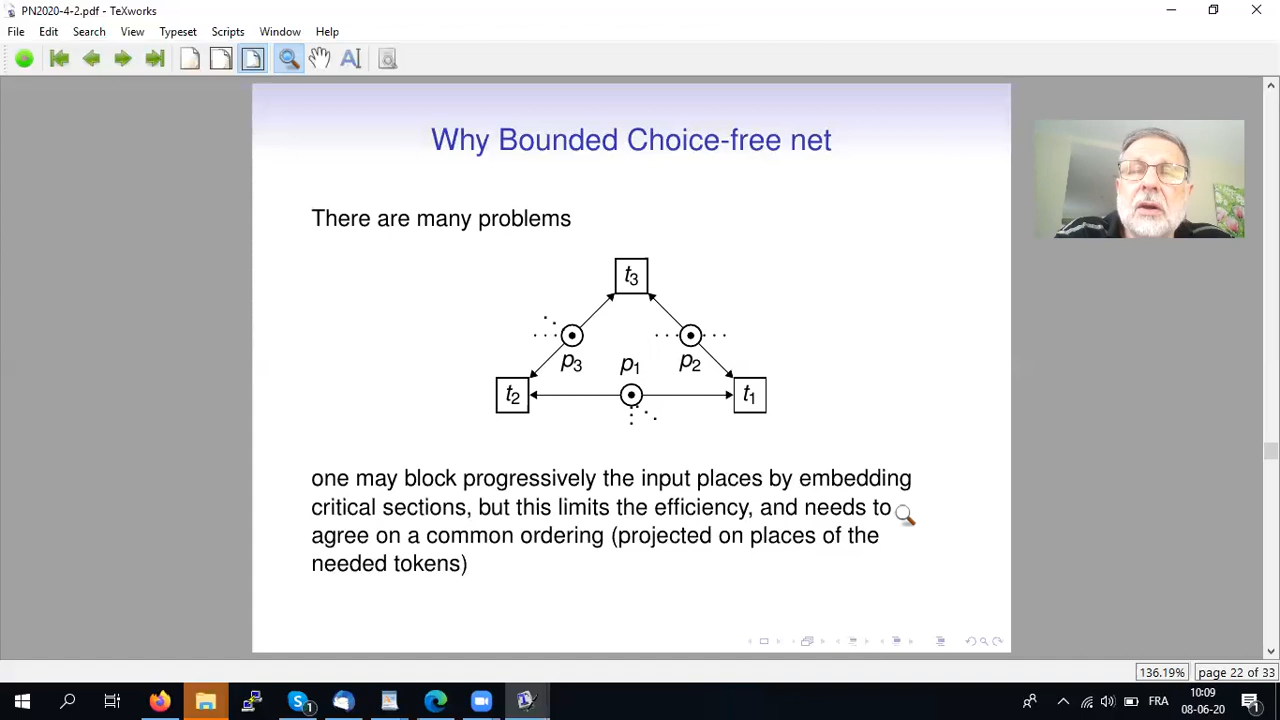 PN2020-4-2.pdf - TeXworks
File Edit Search View Typeset Scripts Window Help
Why Bounded Choice-free net
There are many problems
t3
p3 p1 p2
t2 t1
one may block progressively the input places by embedding
critical sections, but this limits the efficiency, and needs to
agree on a common ordering (projected on places of the
needed tokens)
136.19% page 22 of 33
10:09
FRA
08-06-20